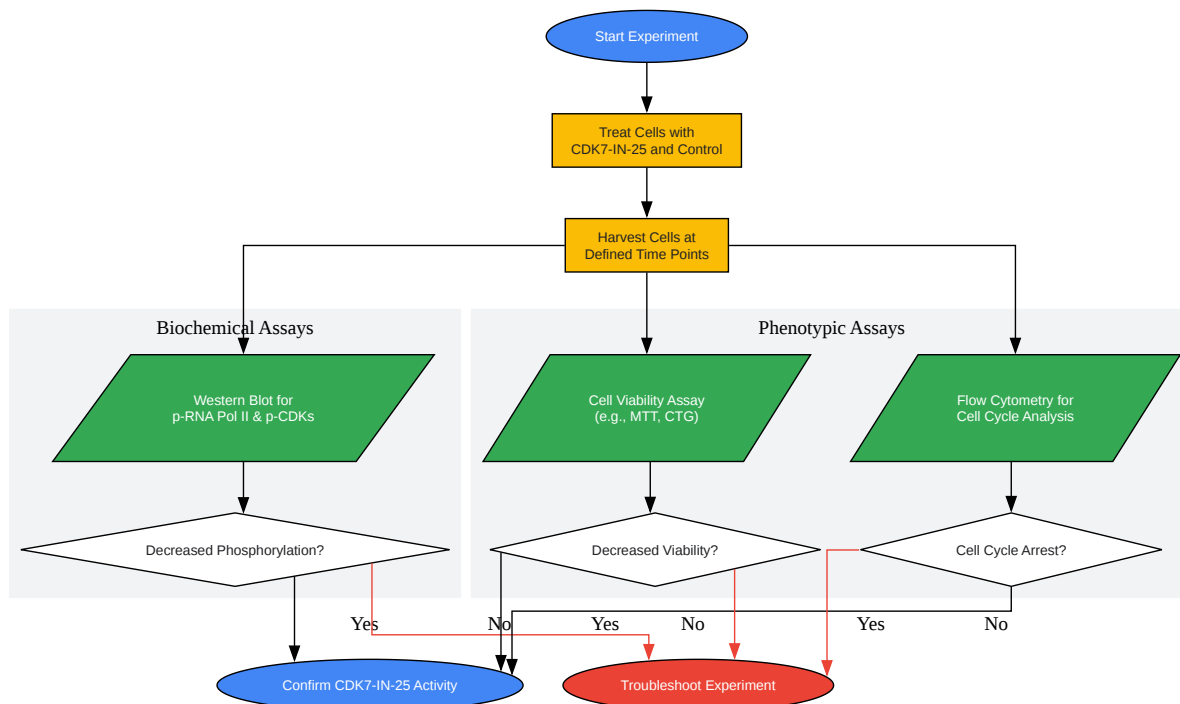 Start Experiment
Treat Cells with
CDK7-IN-25 and Control
Harvest Cells at
Defined Time Points
Biochemical Assays
Phenotypic Assays
Western Blot for
p-RNA Pol II & p-CDKs
Cell Viability Assay
(e.g., MTT, CTG)
Flow Cytometry for
Cell Cycle Analysis
Decreased Phosphorylation?
Decreased Viability?
Cell Cycle Arrest?
Yes
No
Yes
No
Yes
No
Confirm CDK7-IN-25 Activity
Troubleshoot Experiment